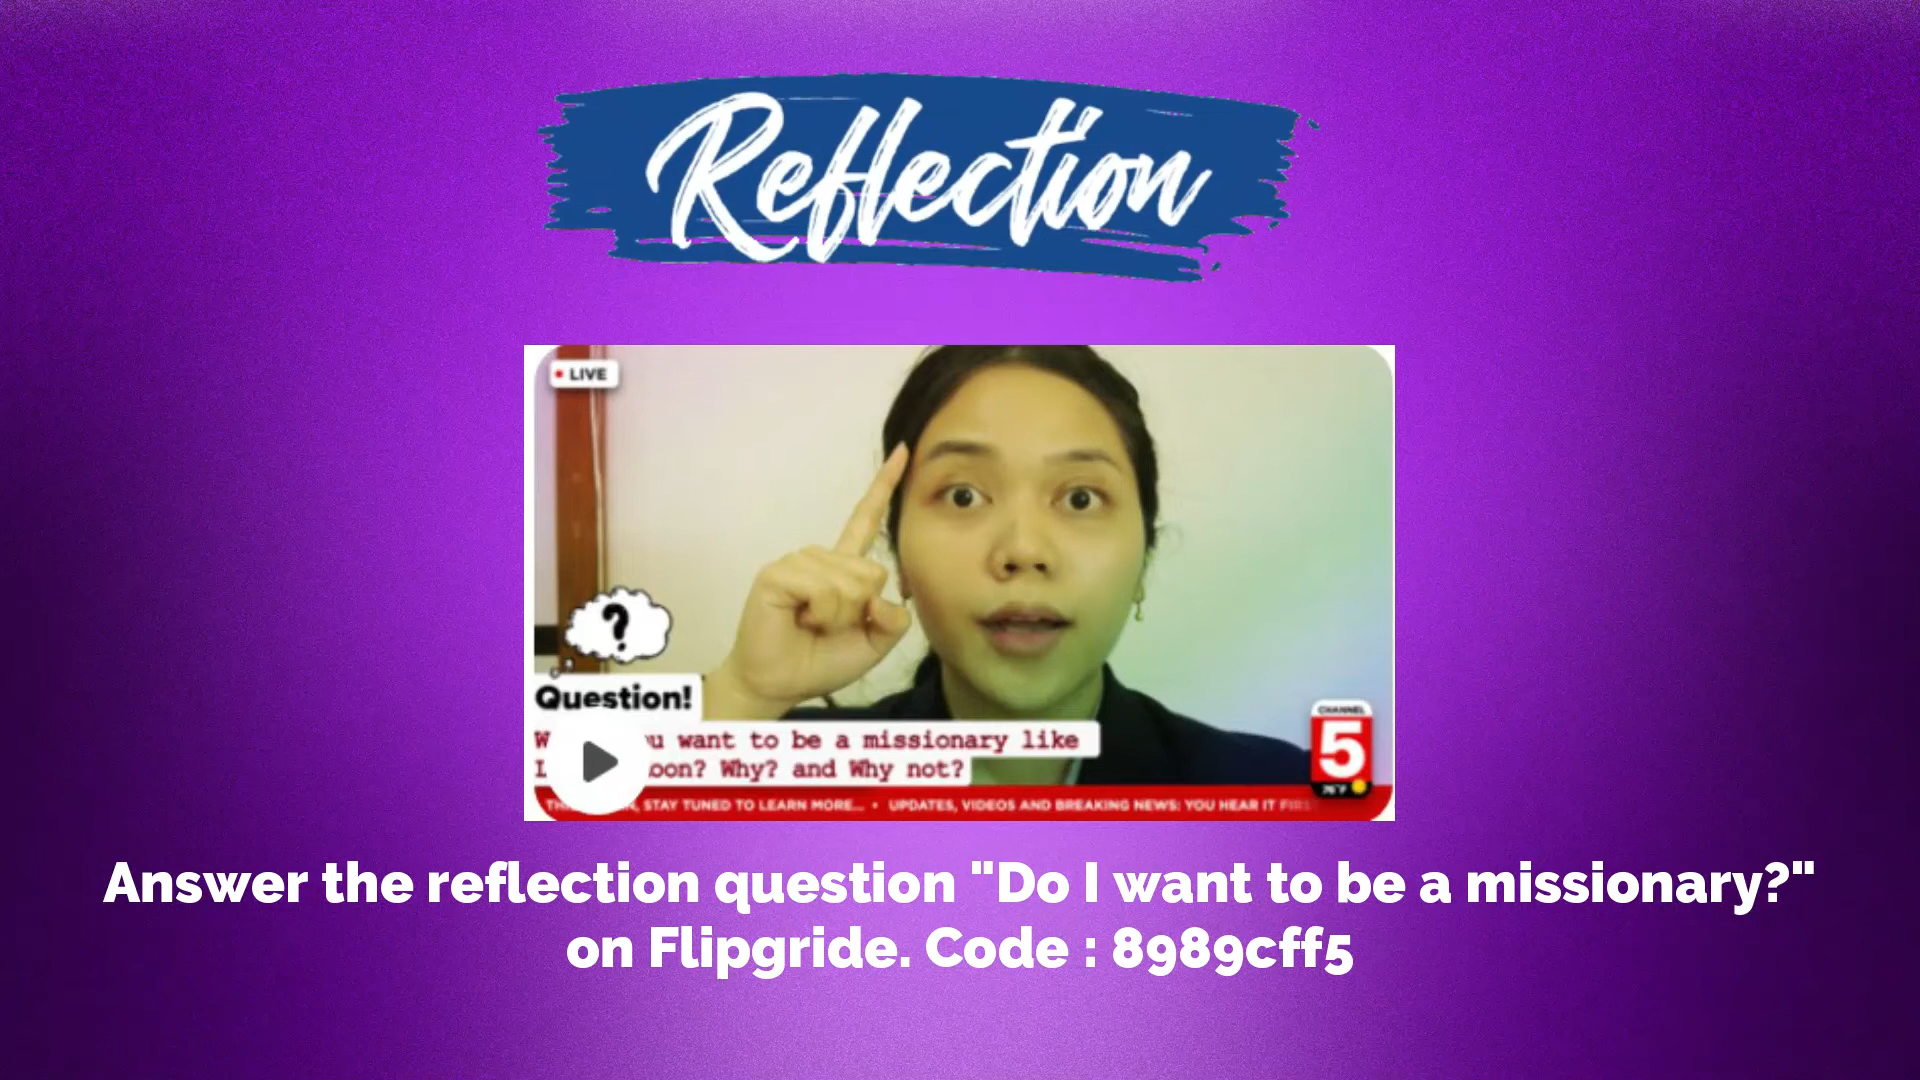 Reflection
LIVE
?
Question!
want to be a missionary like
Why? and Why not?
CHANNEL
5
STAY TUNED TO LEARN MORE... • UPDATES, VIDEOS AND BREAKING NEWS: YOU HEAR IT FIRS
Answer the reflection question "Do I want to be a missionary?"
on Flipgride. Code : 8989cff5